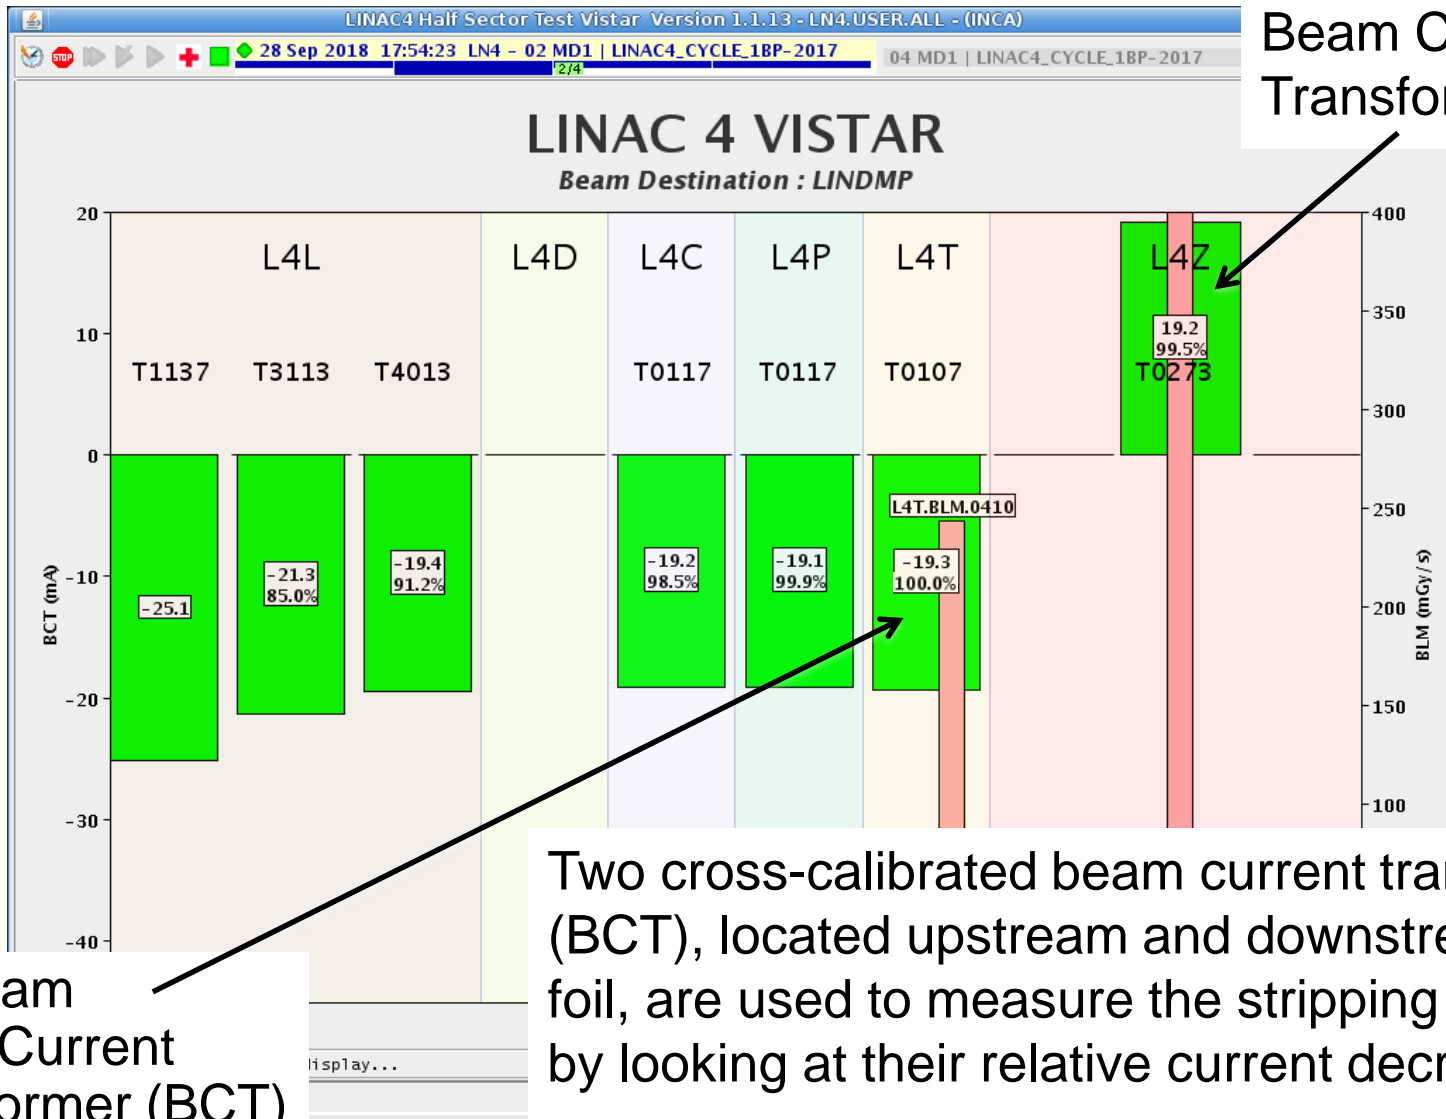 LINAC4 Half Sector Test Vistar Version 1.1.13 - LN4.USER.ALL - (INCA)
STOP
28 Sep 2018 17:54:23 LN4 - 02 MD1 | LINAC4_CYCLE_1BP-2017
2/4
04 MD1 | LINAC4_CYCLE_1BP-2017
Beam C
Transfo
LINAC 4 VISTAR
Beam Destination : LINDMP
L4L L4D L4C L4P L4T L4Z
T1137 T3113 T4013 T0117 T0117 T0107 T0273
20
10
0
-10
-20
-30
-40
BCT (mA)
400
350
300
250
200
150
100
BLM (mGy/s)
-25.1
-21.3
85.0%
-19.4
91.2%
-19.2
98.5%
-19.1
99.9%
L4T.BLM.0410
-19.3
100.0%
19.2
99.5%
Two cross-calibrated beam current tra
(BCT), located upstream and downstre
foil, are used to measure the stripping
by looking at their relative current decr
am
Current
ormer (BCT)
isplay...